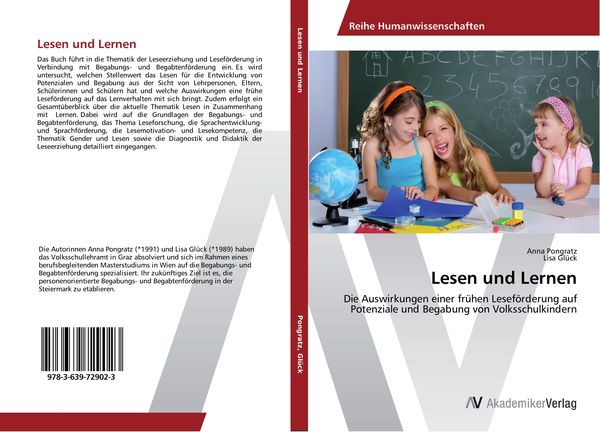 Lesen und Lernen
Das Buch führt in die Thematik der Leseerziehung und Leseförderung in
Verbindung mit Begabungs- und Begabtenförderung ein. Es wird
untersucht, welchen Stellenwert das Lesen für die Entwicklung von
Potenzialen und Begabung aus der Sicht von Lehrpersonen, Eltern,
Schülerinnen und Schülern hat und welche Auswirkungen eine frühe
Leseförderung auf das Lernverhalten mit sich bringt. Zudem erfolgt ein
Gesamtüberblick über die aktuelle Thematik Lesen in Zusammenhang
mit Lernen. Dabei wird auf die Grundlagen der Begabungs- und
Begabtenförderung, das Thema Leseforschung, die Sprachentwicklung-
und Sprachförderung, die Lesemotivation- und Lesekompetenz, die
Thematik Gender und Lesen sowie die Diagnostik und Didaktik der
Leseerziehung detailliert eingegangen.
Die Autorinnen Anna Pongratz (*1991) und Lisa Glück (*1989) haben
das Volksschullehramt in Graz absolviert und sich im Rahmen eines
berufsbegleitenden Masterstudiums in Wien auf die Begabungs- und
Begabtenförderung spezialisiert. Ihr zukünftiges Ziel ist es, die
personenorientierte Begabungs- und Begabtenförderung in der
Steiermark zu etablieren.
978-3-639-72902-3
Lesen und Lernen
Pongratz, Glück
Reihe Humanwissenschaften
ABCDEFGHIJK
Anna Pongratz
Lisa Glück
Lesen und Lernen
Die Auswirkungen einer frühen Leseförderung auf
Potenziale und Begabung von Volksschulkindern
AV AkademikerVerlag